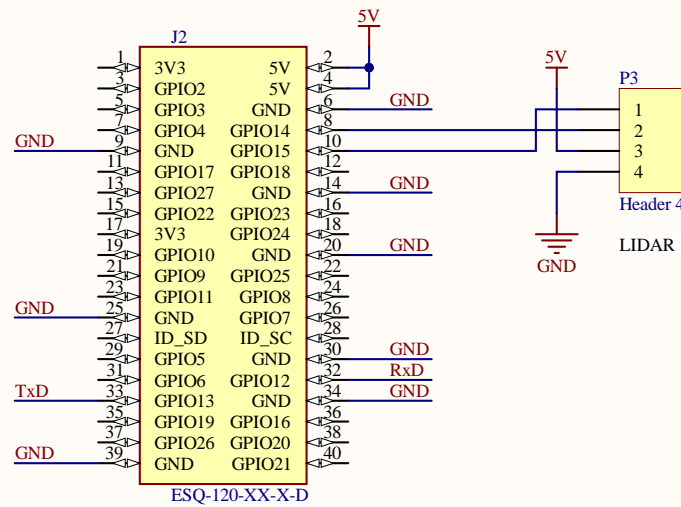 5V
J2
1 3V3 5V 2
3 GPIO2 5V 4
5 GPIO3 GND 6 GND
7 GPIO4 GPIO14 8
GND 9 GND GPIO15 10
11 GPIO17 GPIO18 12
13 GPIO27 GND 14 GND
15 GPIO22 GPIO23 16
17 3V3 GPIO24 18
19 GPIO10 GND 20 GND
21 GPIO9 GPIO25 22
23 GPIO11 GPIO8 24
GND 25 GND GPIO7 26
27 ID_SD ID_SC 28
29 GPIO5 GND 30 GND
31 GPIO6 GPIO12 32 RxD
TxD 33 GPIO13 GND 34 GND
35 GPIO19 GPIO16 36
37 GPIO26 GPIO20 38
GND 39 GND GPIO21 40
ESQ-120-XX-X-D
5V
P3
1
2
3
4
Header 4
LIDAR
GND